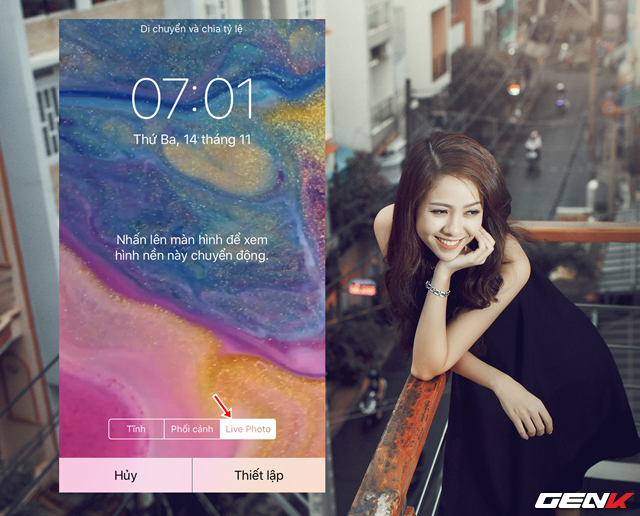 Di chuyển và chia tỷ lệ
07:01
Thứ Ba, 14 tháng 11
Nhấn lên màn hình để xem
hình nền này chuyển động.
Tĩnh Phối cảnh Live Photo
Hủy Thiết lập
GENK